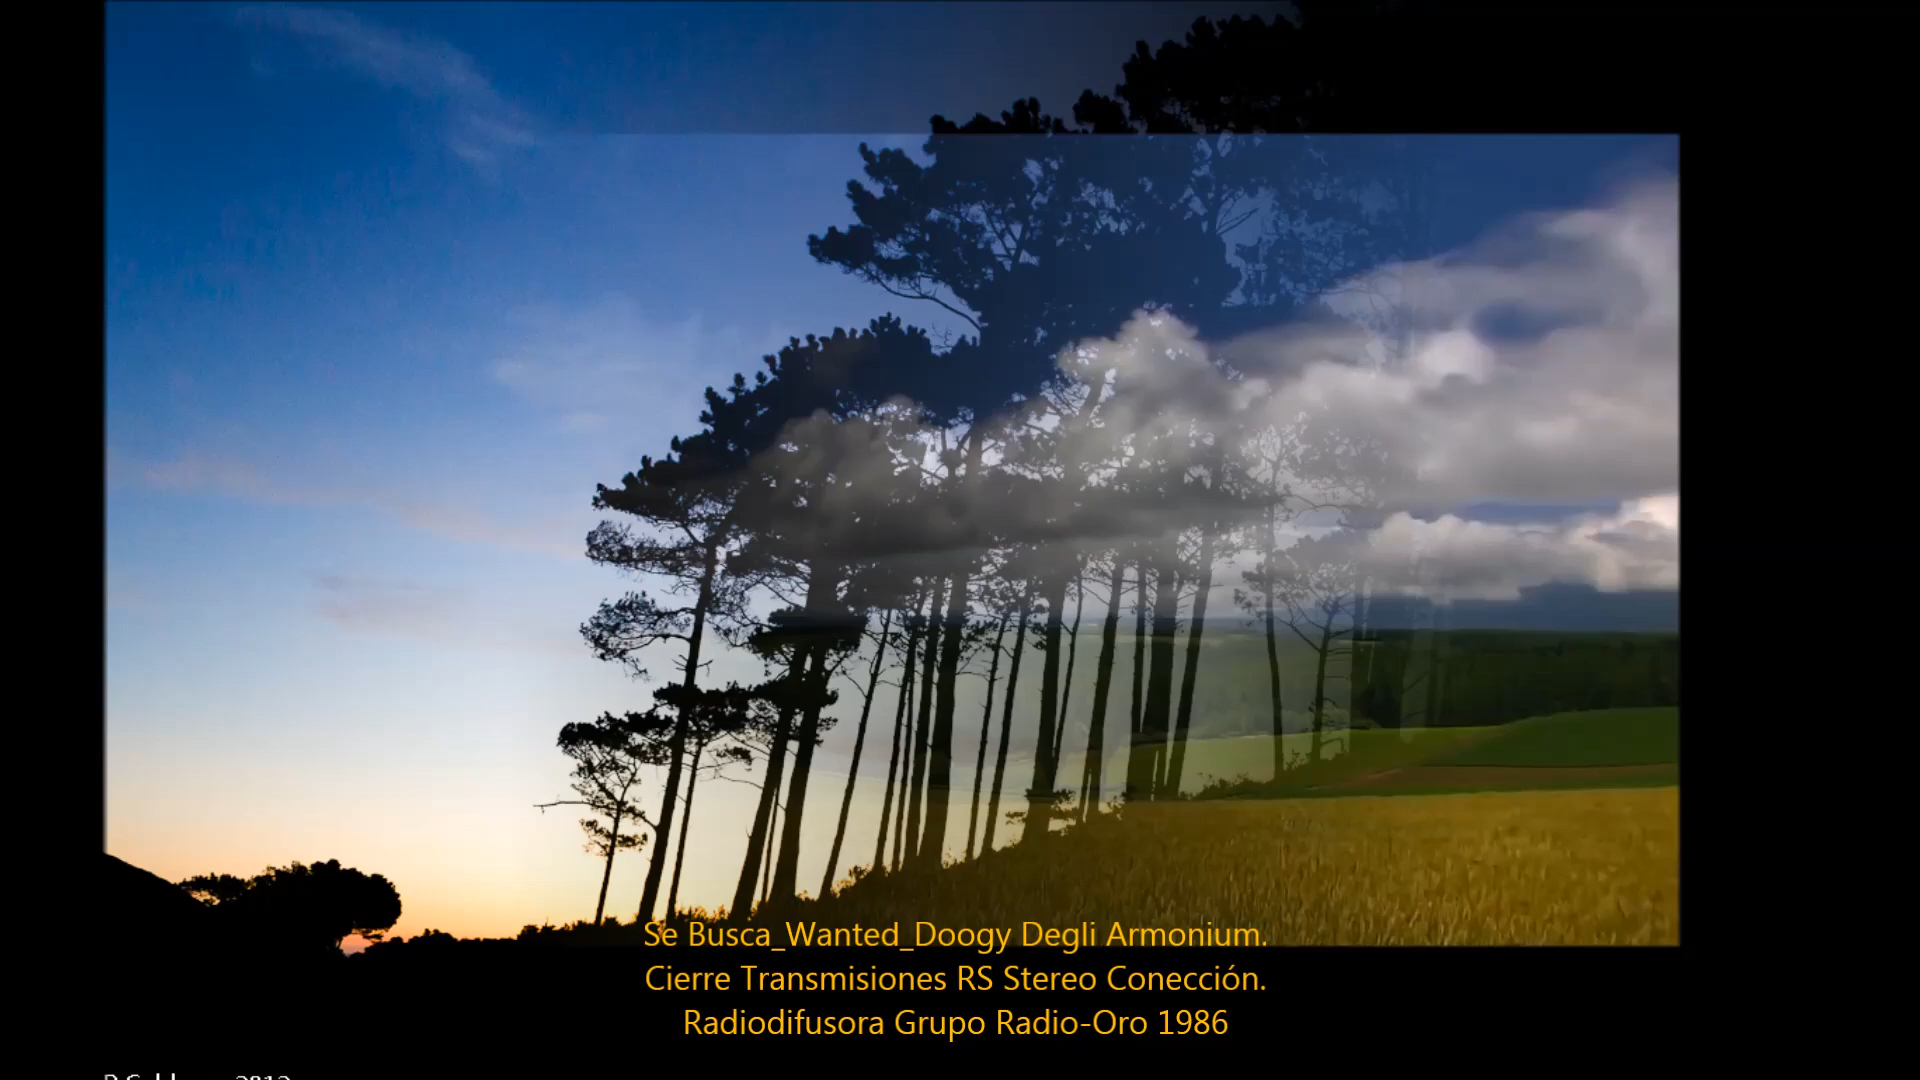 Se Busca_Wanted_Doogy Degli Armonium.
Cierre Transmisiones RS Stereo Conección.
Radiodifusora Grupo Radio-Oro 1986